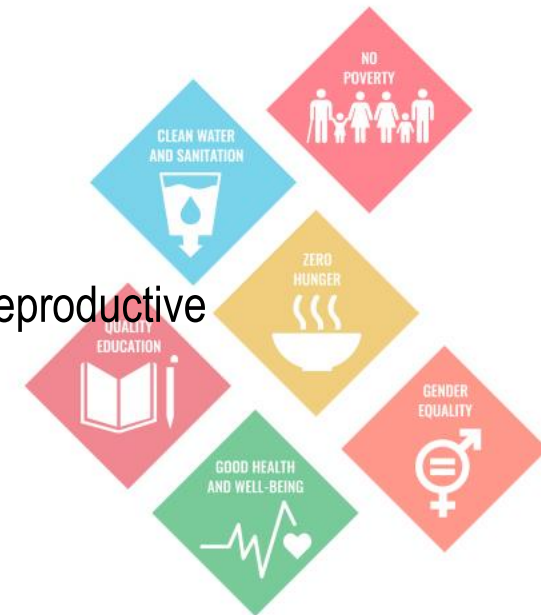 NO
POVERTY
CLEAN WATER
AND SANITATION
ZERO
HUNGER
eproductive
QUALITY
EDUCATION
GENDER
EQUALITY
GOOD HEALTH
AND WELL-BEING